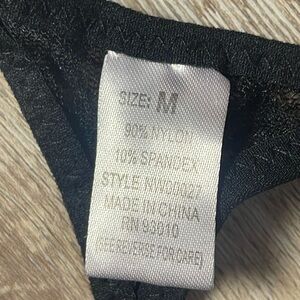 SIZE: M
90% NYLON
10% SPANDEX
STYLE NW00027
MADE IN CHINA
RN 93010
(SEE REVERSE FOR CARE)